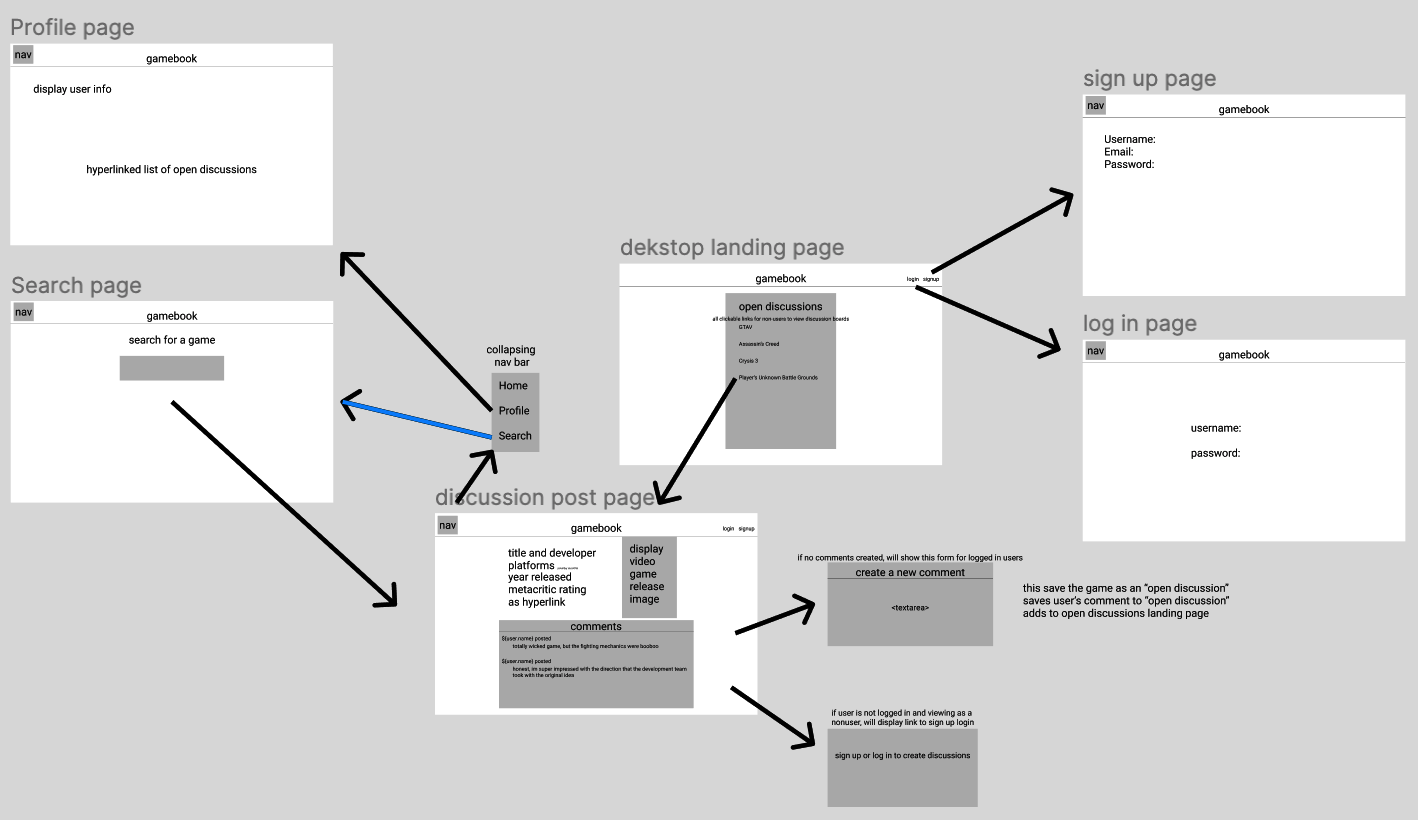 Profile page
nav
gamebook
display user info
hyperlinked list of open discussions
Search page
nav
gamebook
search for a game
collapsing
nav bar
Home
Profile
Search
dekstop landing page
gamebook
login signup
open discussions
all clickable links for non-users to view discussion boards
GTAV
Assassin's Creed
Crysis 3
Player's Unknown Battle Grounds
sign up page
nav
gamebook
Username:
Email:
Password:
log in page
nav
gamebook
username:
password:
discussion post page
nav
gamebook
login signup
title and developer
platforms
year released
metacritic rating
as hyperlink
display
video
game
release
image
comments
${user.name} posted
totally wicked game, but the fighting mechanics were booboo
${user.name} posted
honest, im super impressed with the direction that the development team
took with the original idea
if no comments created, will show this form for logged in users
create a new comment
<textarea>
this save the game as an “open discussion”
saves user's comment to “open discussion”
adds to open discussions landing page
if user is not logged in and viewing as a
nonuser, will display link to sign up login
sign up or log in to create discussions